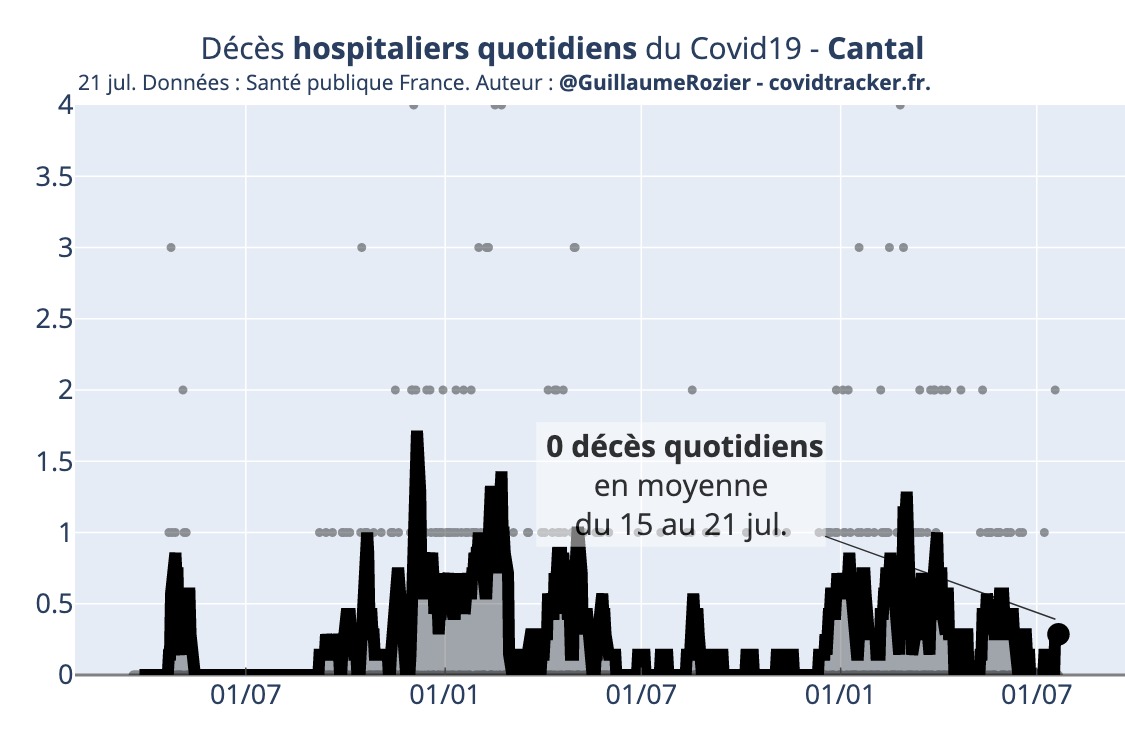 Décès hospitaliers quotidiens du Covid19 - Cantal
21 jul. Données : Santé publique France. Auteur : @GuillaumeRozier - covidtracker.fr.
4
3.5
3
2.5
2
1.5
1
0.5
0
0 décès quotidiens
en moyenne
du 15 au 21 jul.
01/07
01/01
01/07
01/01
01/07